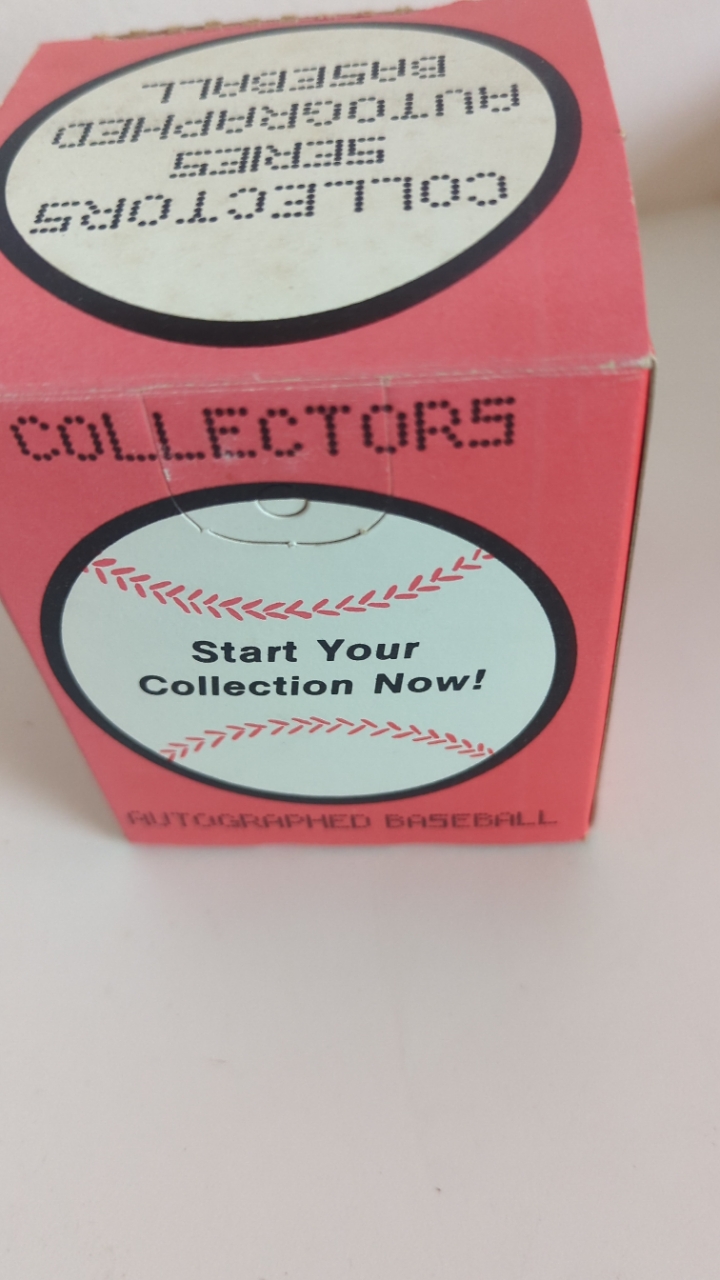 COLLECTORS
SERIES
AUTOGRAPHED
BASEBALL
COLLECTORS
Start Your
Collection Now!
AUTOGRAPHED BASEBALL